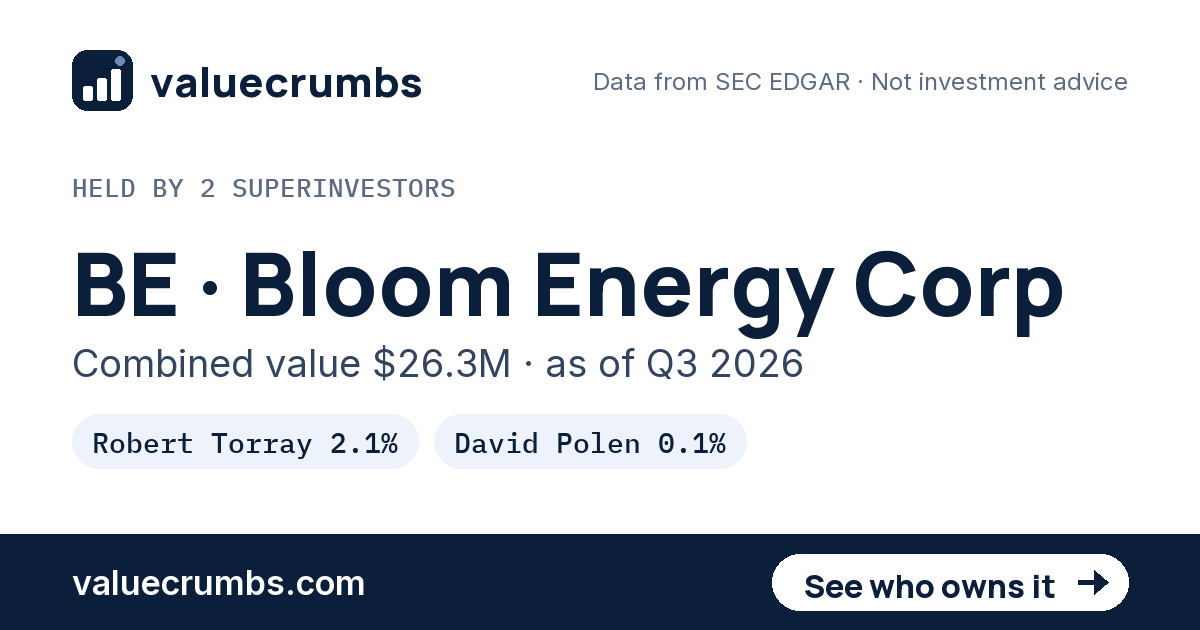 valuecrumbs
Data from SEC EDGAR · Not investment advice
HELD BY 2 SUPERINVESTORS
BE · Bloom Energy Corp
Combined value $26.3M · as of Q3 2026
Robert Torray 2.1%
David Polen 0.1%
valuecrumbs.com
See who owns it →